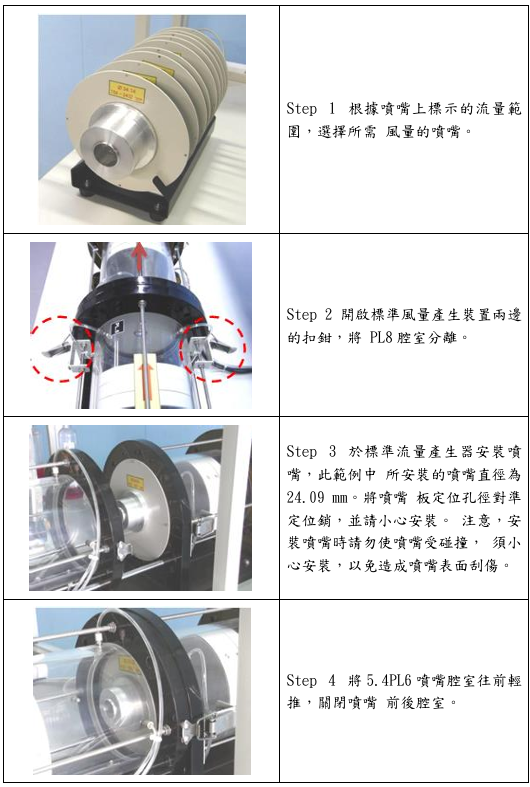 Step 1 根據噴嘴上標示的流量範
圍，選擇所需 風量的噴嘴。
Step 2 開啟標準風量產生裝置兩邊
的扣鉗，將 PL8 腔室分離。
Step 3 於標準流量產生器安裝噴
嘴，此範例中 所安裝的噴嘴直徑為
24.09 mm。將噴嘴 板定位孔徑對準
定位銷，並請小心安裝。 注意，安
裝噴嘴時請勿使噴嘴受碰撞， 須小
心安裝，以免造成噴嘴表面刮傷。
Step 4 將 5.4PL6 噴嘴腔室往前輕
推，關閉噴嘴 前後腔室。